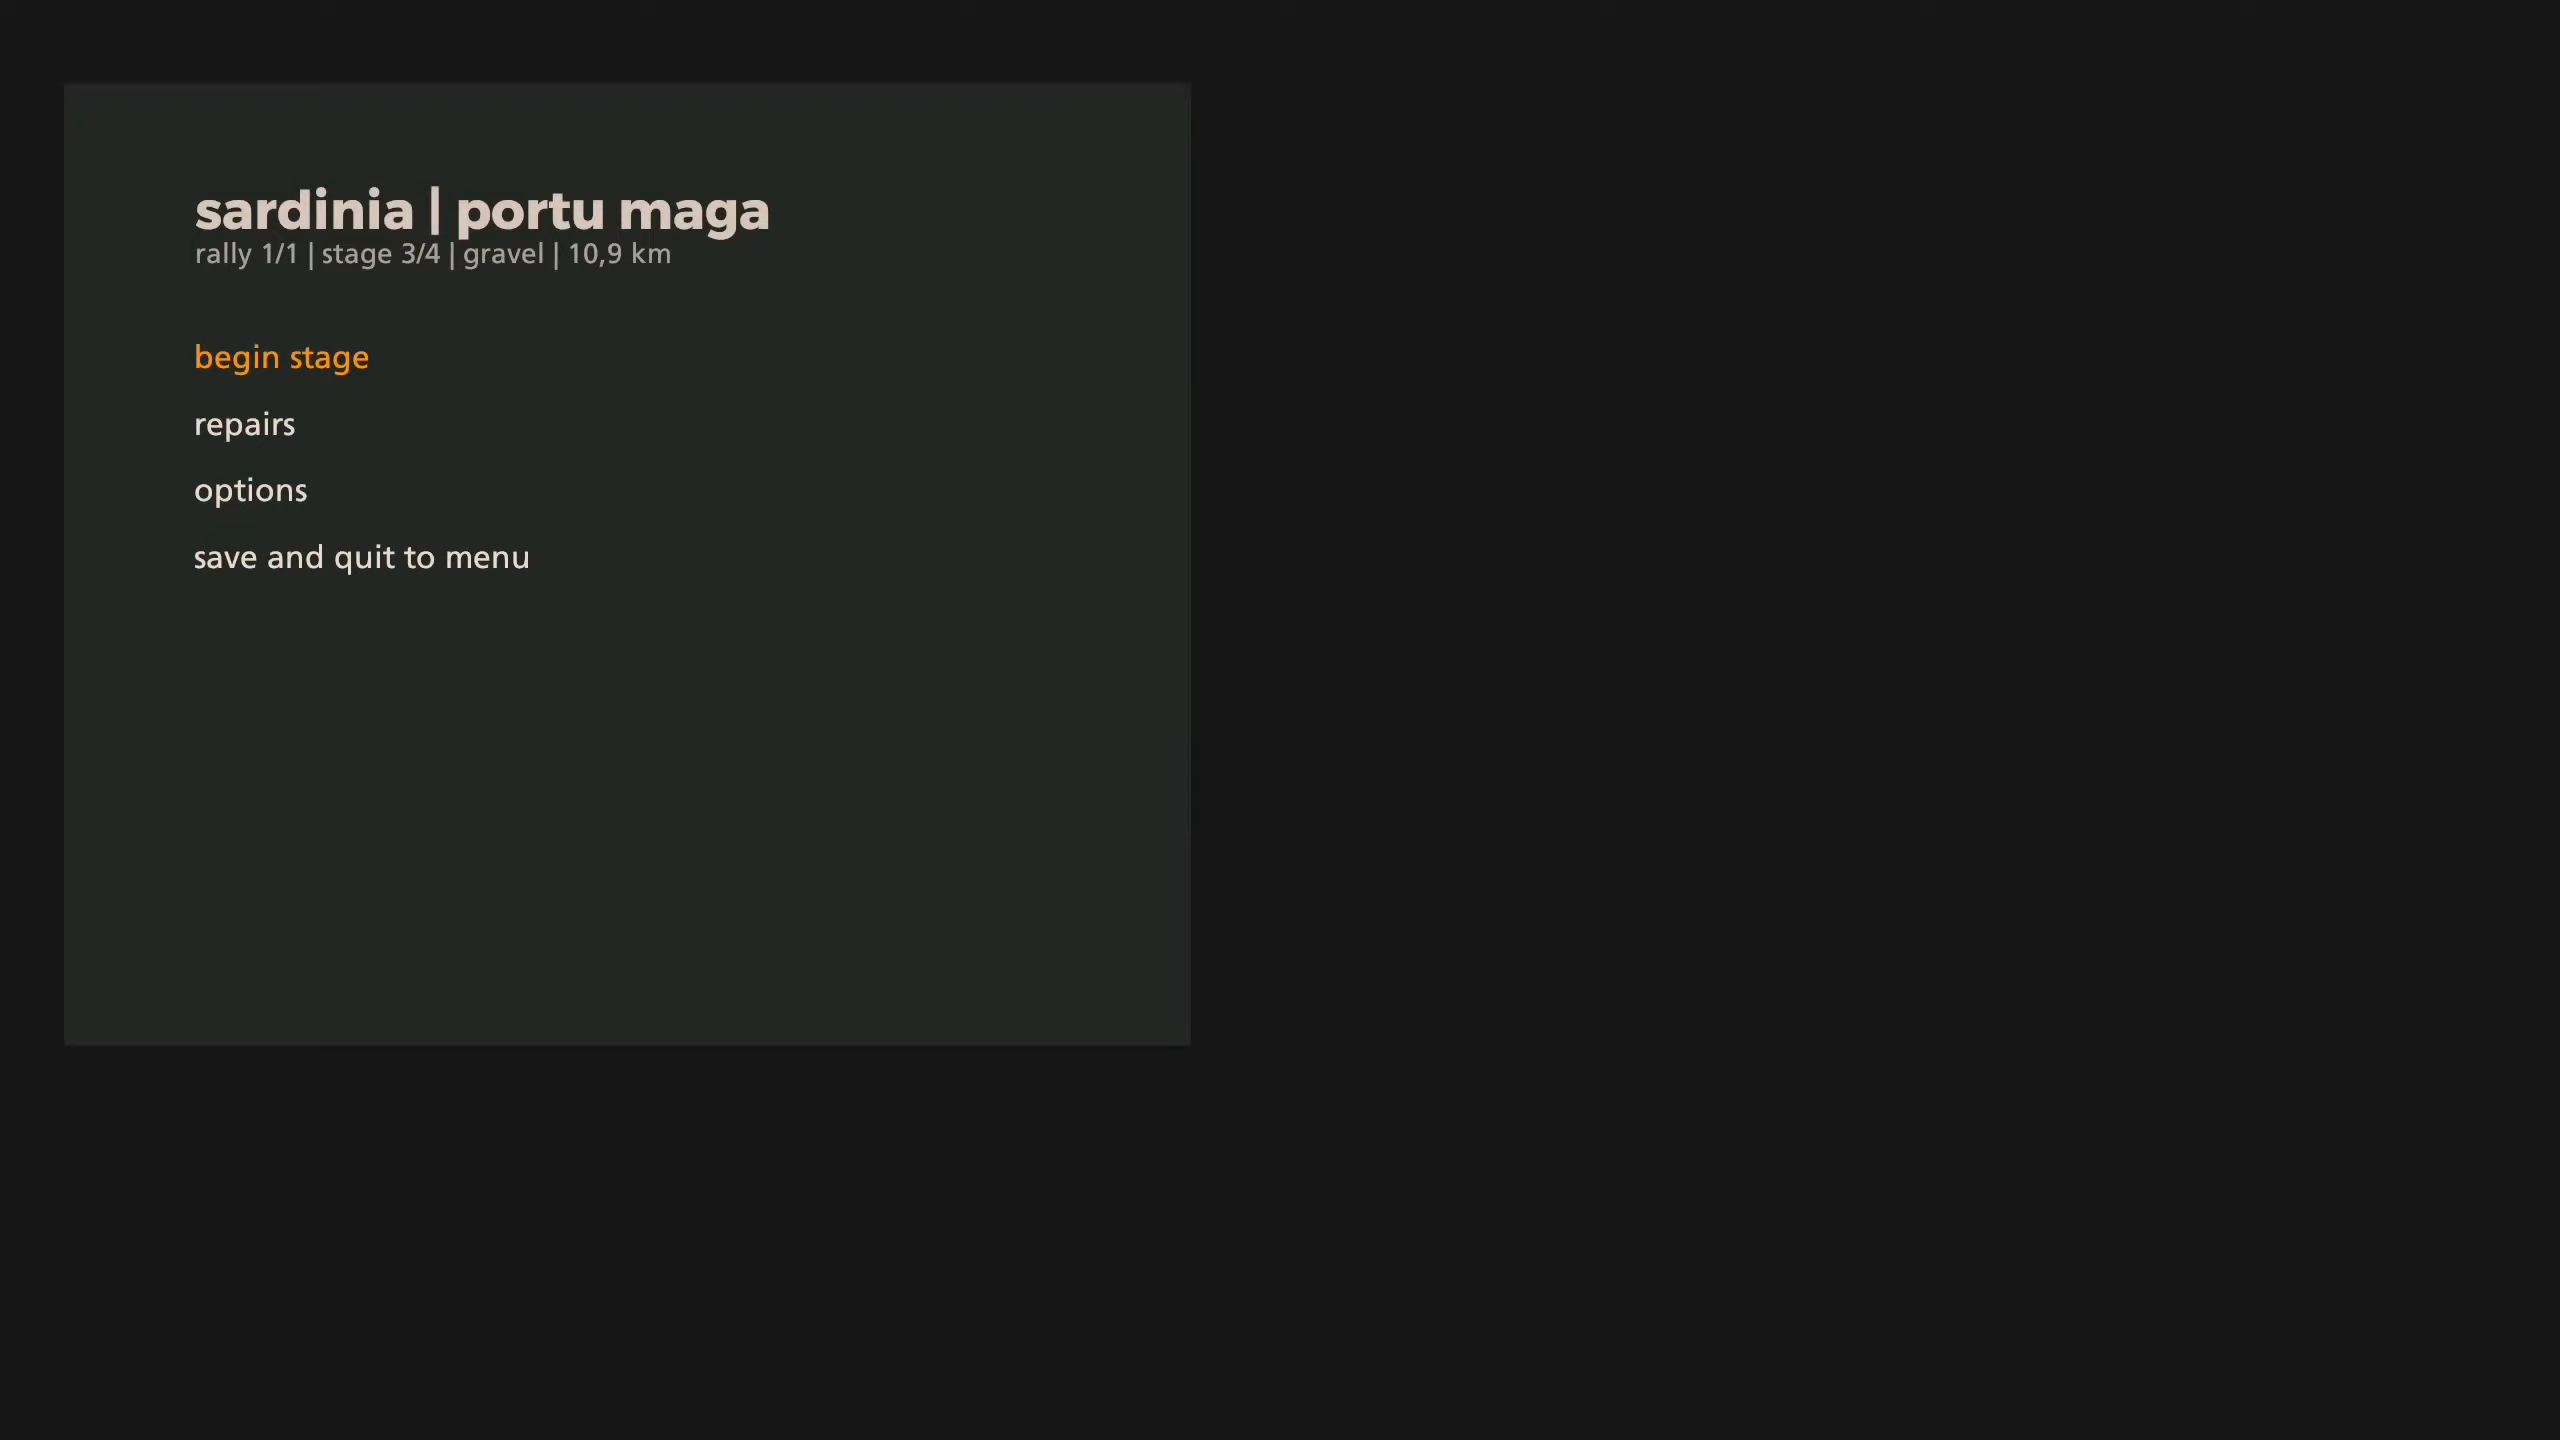 sardinia | portu maga
rally 1/1 | stage 3/4 | gravel | 10,9 km
begin stage
repairs
options
save and quit to menu